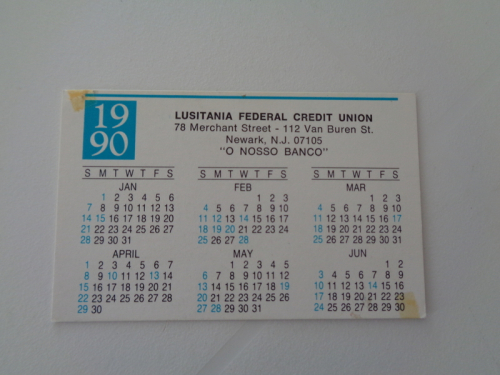 19
90
LUSITANIA FEDERAL CREDIT UNION
78 Merchant Street - 112 Van Buren St.
Newark, N.J. 07105
"O NOSSO BANCO"
S M T W T F S S M T W T F S S M T W T F S
JAN FEB MAR
1 2 3 4 5 6 1 2 3 1 2 3
7 8 9 10 11 12 13 4 5 6 7 8 9 10 4 5 6 7 8 9 10
14 15 16 17 18 19 20 11 12 13 14 15 16 17 11 12 13 14 15 16 17
21 22 23 24 25 26 27 18 19 20 21 22 23 24 18 19 20 21 22 23 24
28 29 30 31 25 26 27 28 25 26 27 28 29 30 31
APRIL MAY JUN
1 2 3 4 5 6 7 1 2 3 4 5 1 2
8 9 10 11 12 13 14 6 7 8 9 10 11 12 3 4 5 6 7 8 9
15 16 17 18 19 20 21 13 14 15 16 17 18 19 10 11 12 13 14 15 16
22 23 24 25 26 27 28 20 21 22 23 24 25 26 17 18 19 20 21 22 23
29 30 27 28 29 30 31 24 25 26 27 28 29 30